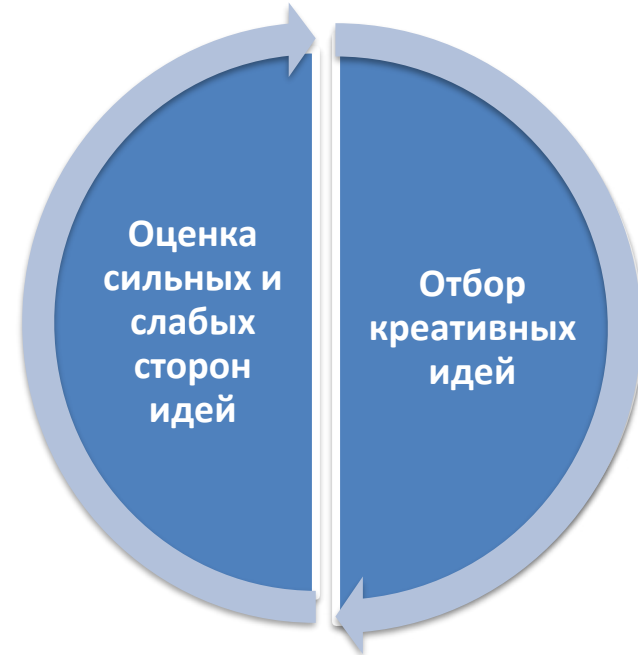 Оценка
сильных и
слабых
сторон
идей
Отбор
креативных
идей